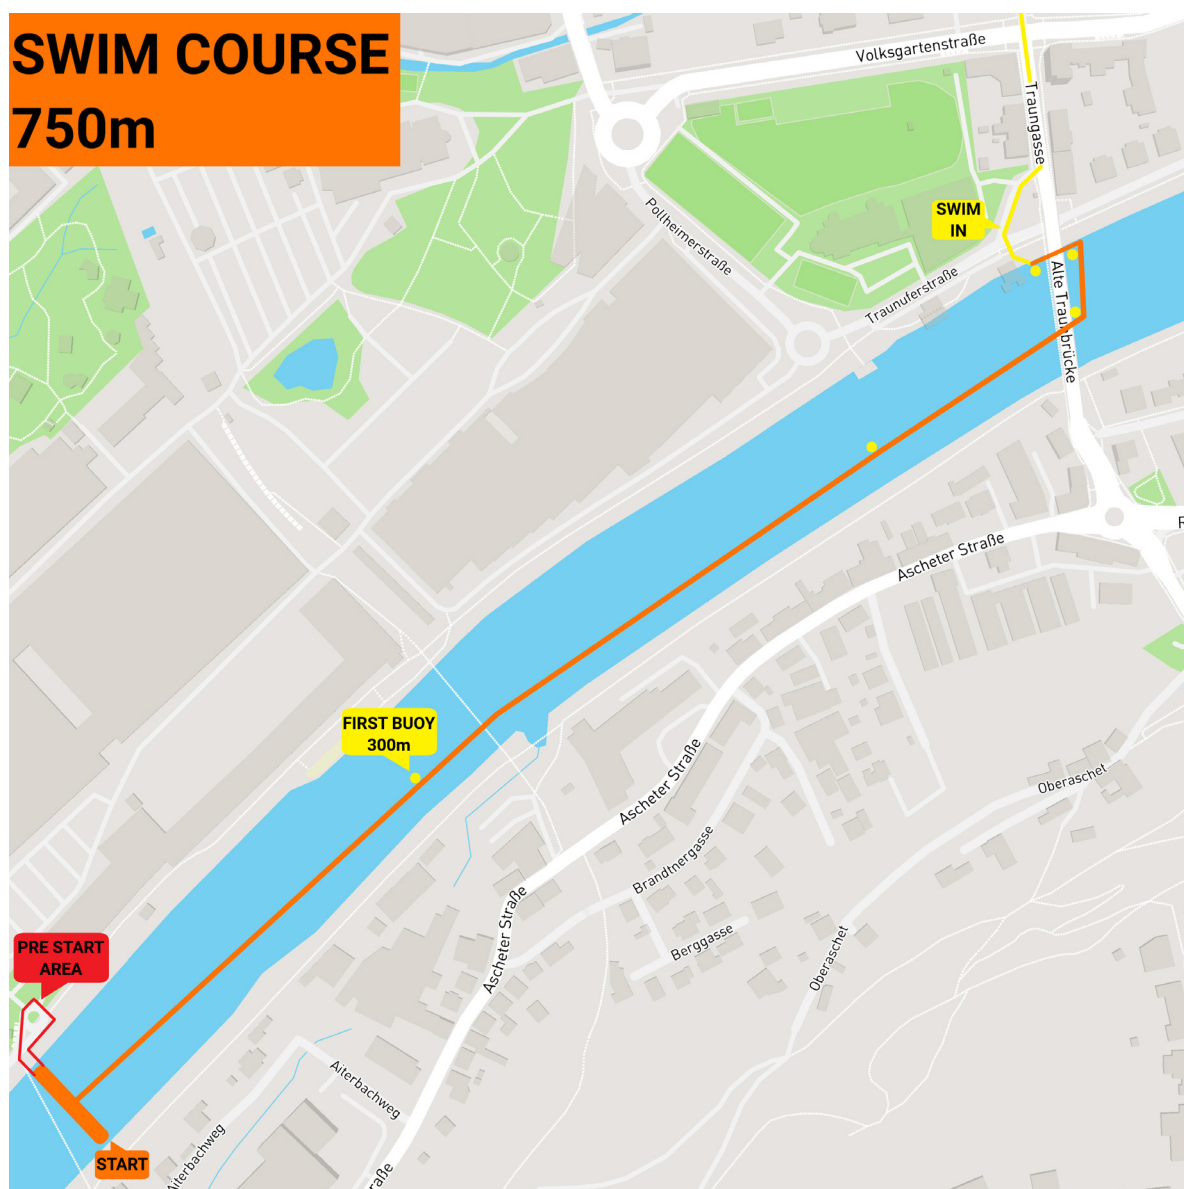 SWIM COURSE
750m
Volksgartenstraße
Traungasse
SWIM
IN
Pollheimerstraße
Traunuferstraße
Alte Traunbrücke
Ascheter Straße
R
FIRST BUOY
300m
Ascheter Straße
Oberaschet
Brandtnergasse
Ascheter Straße
Berggasse
Oberaschet
PRE START
AREA
Aiterbachweg
Aiterbachweg
START
raße